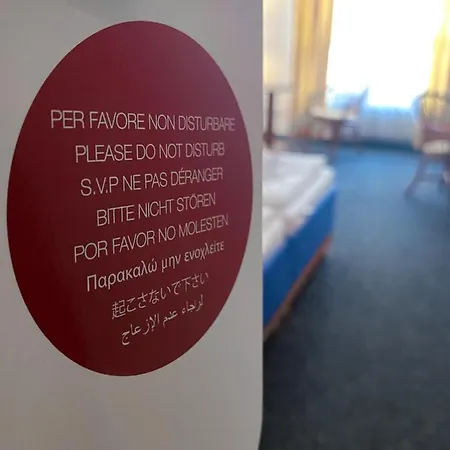 PER FAVORE NON DISTURBARE
PLEASE DO NOT DISTURB
S.V.P NE PAS DÉRANGER
BITTE NICHT STÖREN
POR FAVOR NO MOLESTEN
Παρακαλώ μην ενοχλείτε
起こさないで下さい
لرجاء عدم الإزعاج